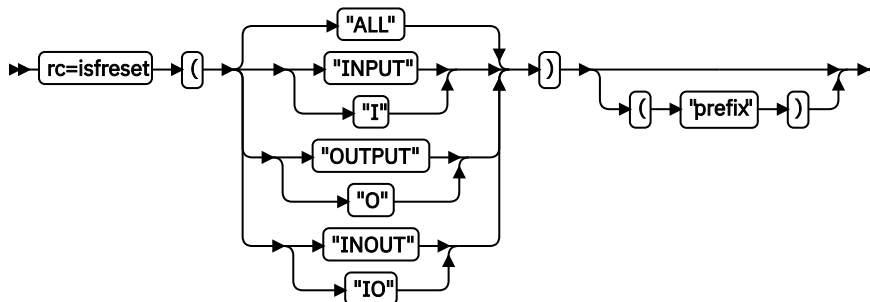 "ALL"
rc=isfreset ( "INPUT" )
"I" ( "prefix" )
"OUTPUT"
"O"
"INOUT"
"IO"